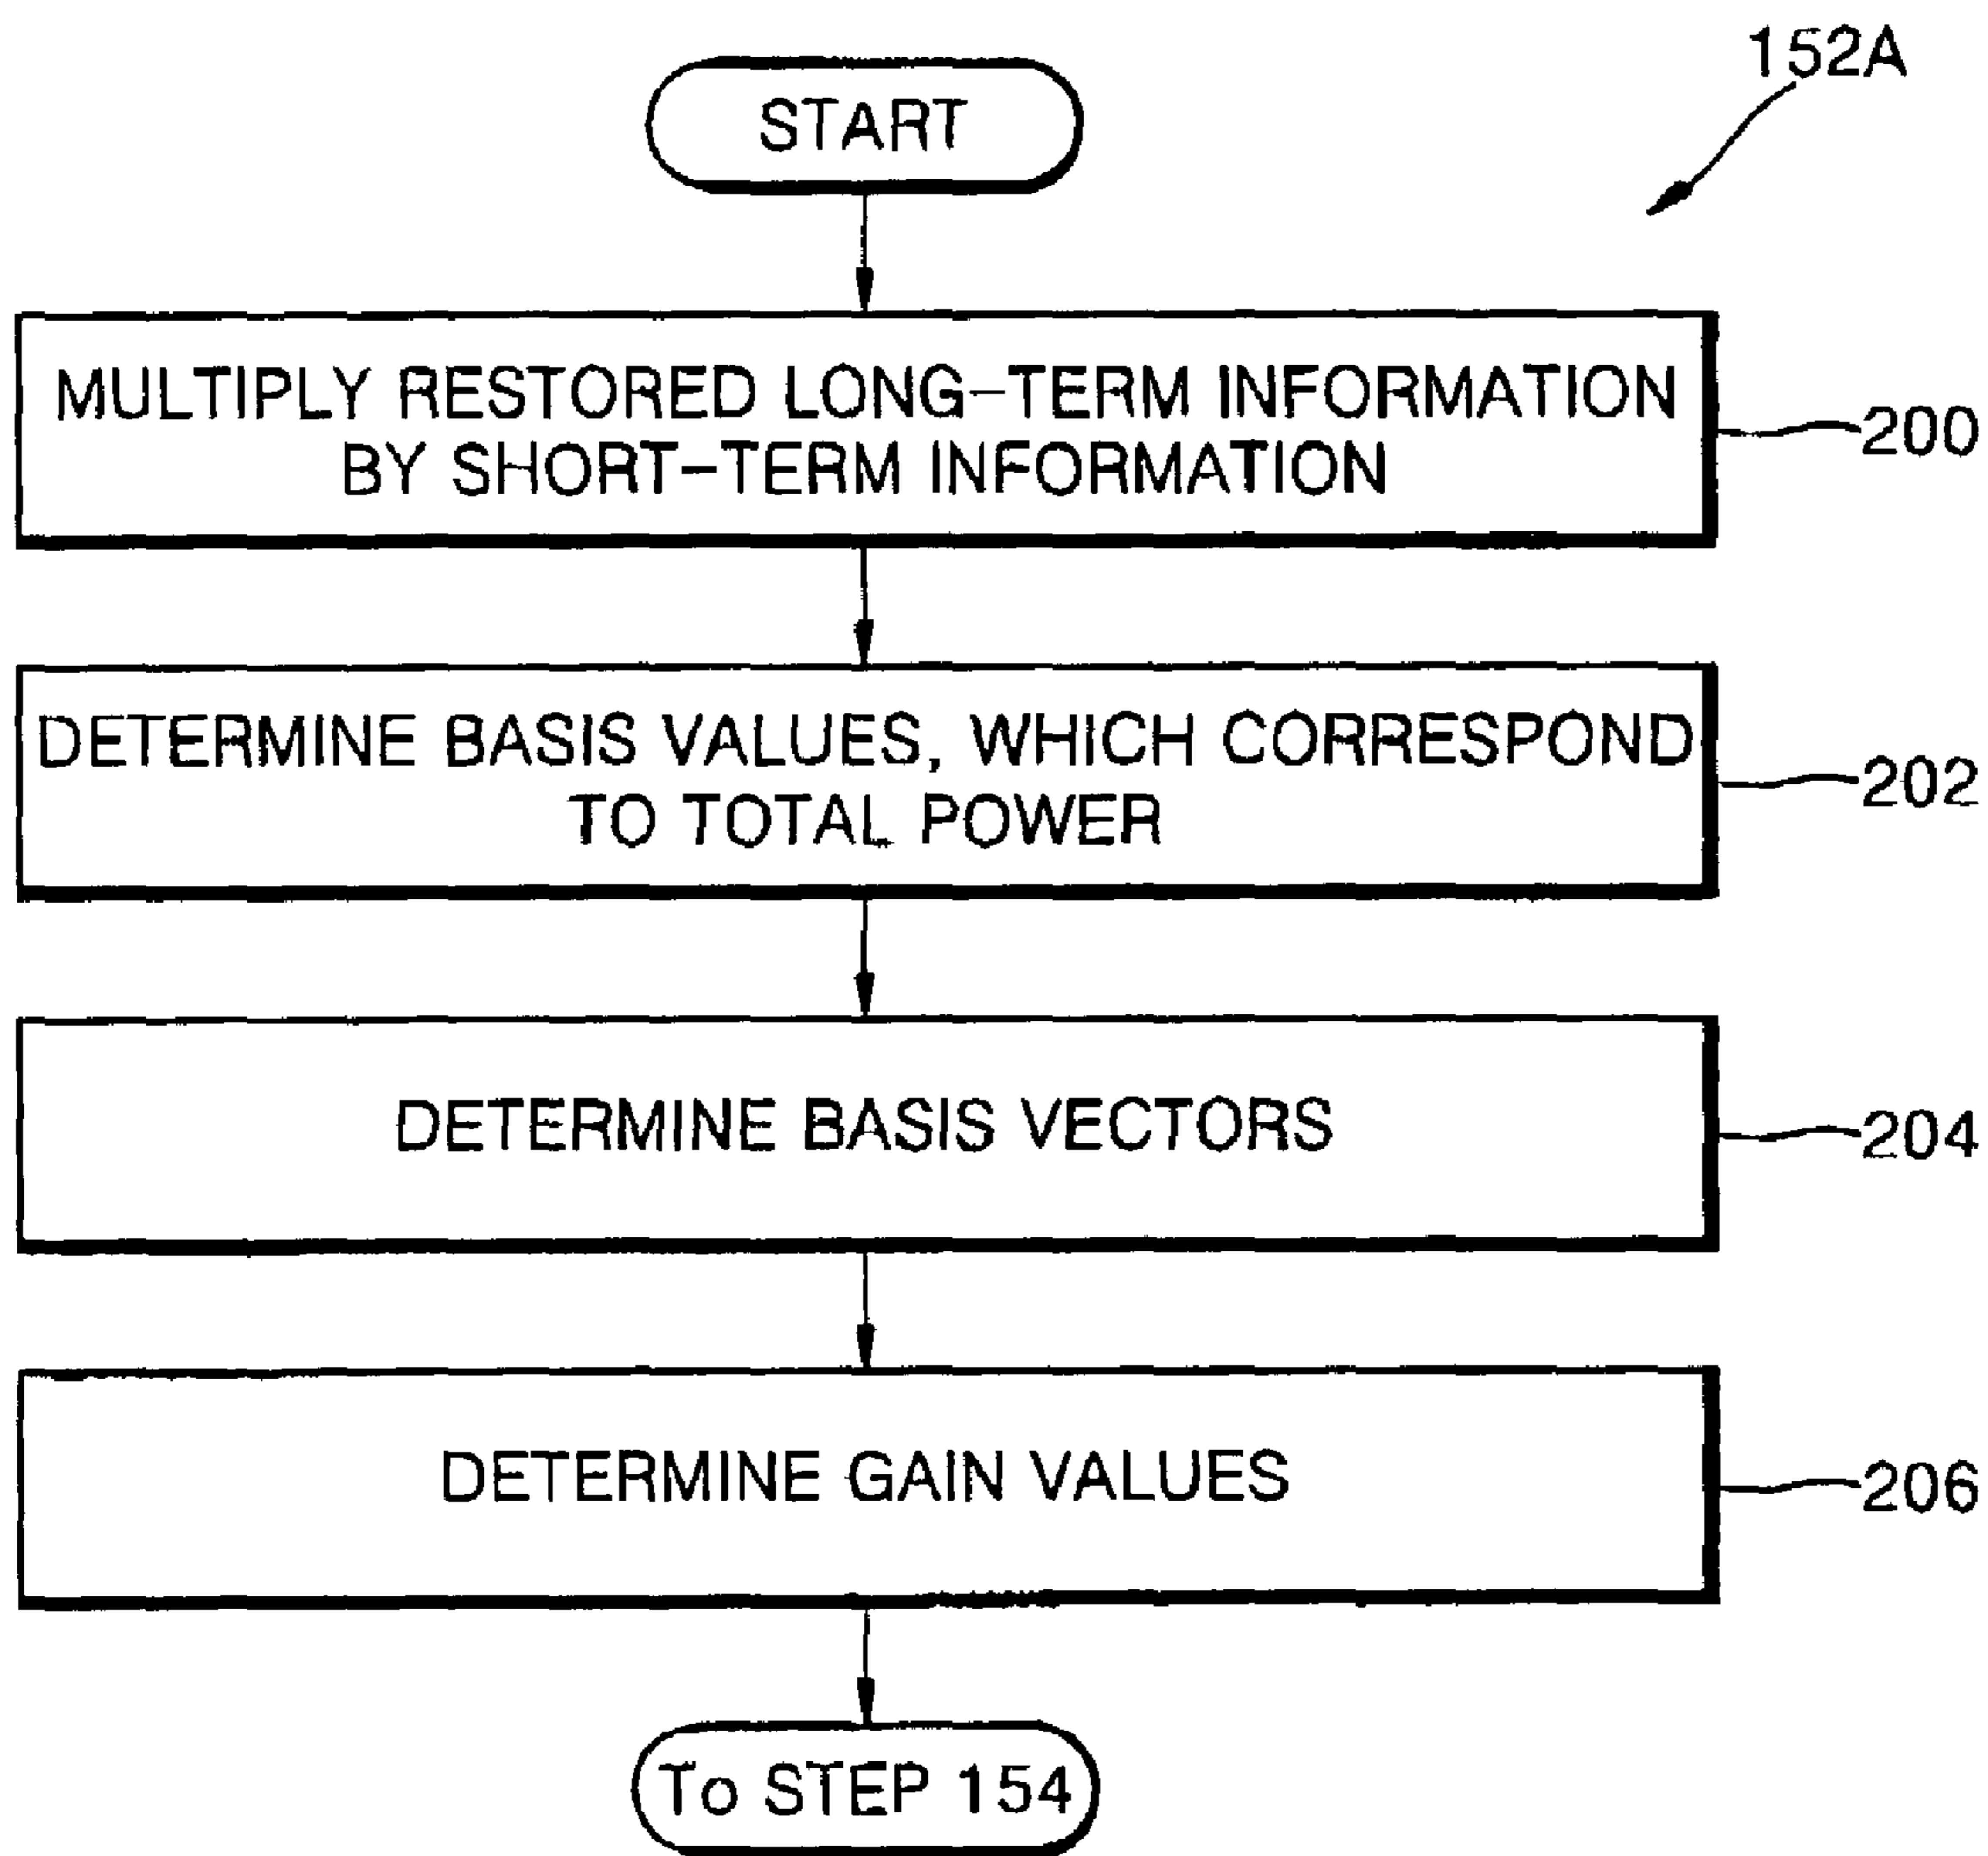 152A
START
MULTIPLY RESTORED LONG-TERM INFORMATION
BY SHORT-TERM INFORMATION
200
DETERMINE BASIS VALUES, WHICH CORRESPOND
TO TOTAL POWER
202
DETERMINE BASIS VECTORS
204
DETERMINE GAIN VALUES
206
To STEP 154